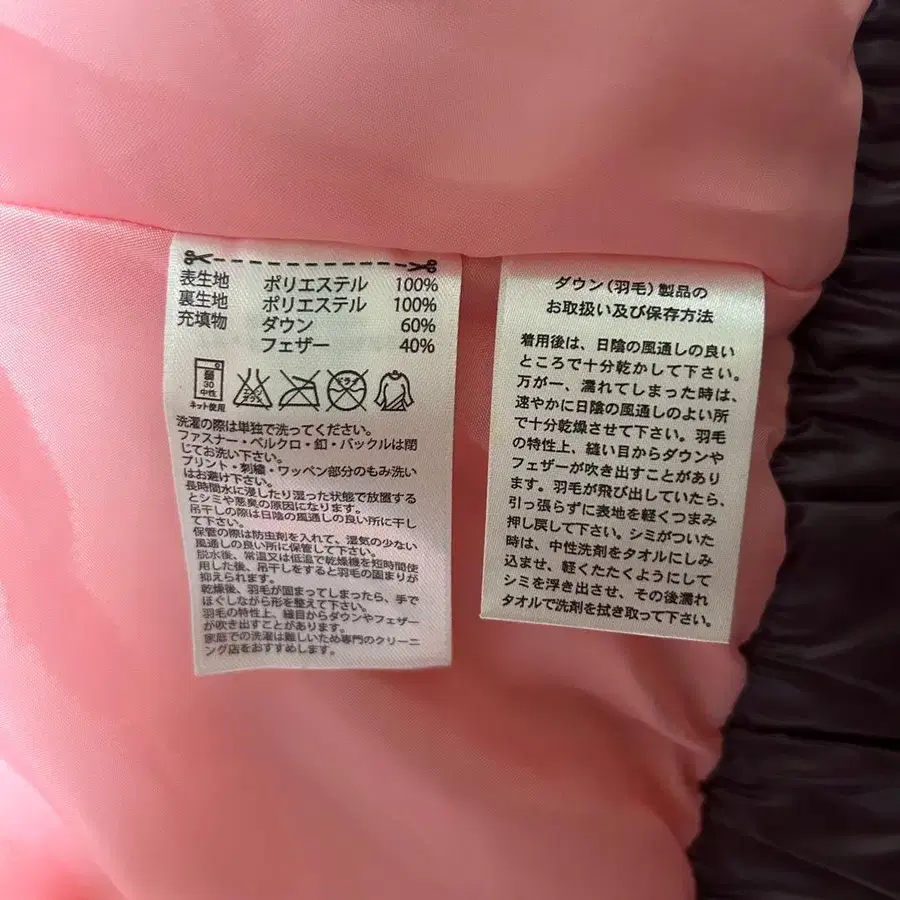 表生地 ポリエステル 100%
裏生地 ポリエステル 100%
充填物 ダウン 60%
フェザー 40%
弱
30
中性
ネット使用
エンソサラシ
ドライ
洗濯の際は単独で洗ってください。
ファスナー・ベルクロ・釦・バックルは閉
じてお洗い下さい。
プリント・刺繍・ワッペン部分のもみ洗い
はお避け下さい。
長時間水に浸したり湿った状態で放置する
とシミや悪臭の原因になります。
吊干しの際は日陰の風通しの良い所に干し
て下さい。
保管の際は防虫剤を入れて、湿気の少ない
風通しの良い所に保管して下さい。
脱水後、常温又は低温で乾燥機を短時間使
用した後、吊干しをすると羽毛の固まりが
抑えられます。
乾燥後、羽毛が固まってしまったら、手で
ほぐしながら形を整えて下さい。
羽毛の特性上、縫目からダウンやフェザー
が吹き出すことがあります。
家庭での洗濯は難しいため専門のクリーニ
ング店をおすすめします。
ダウン(羽毛)製品の
お取扱い及び保存方法
着用後は、日陰の風通しの良い
ところで十分乾かして下さい。
万が一、濡れてしまった時は、
速やかに日陰の風通しのよい所
で十分乾燥させて下さい。羽毛
の特性上、縫い目からダウンや
フェザーが吹き出すことがあり
ます。羽毛が飛び出していたら、
引っ張らずに表地を軽くつまみ
押し戻して下さい。シミがついた
時は、中性洗剤をタオルにしみ
込ませ、軽くたたくようにして
シミを浮き出させ、その後濡れ
タオルで洗剤を拭き取って下さい。